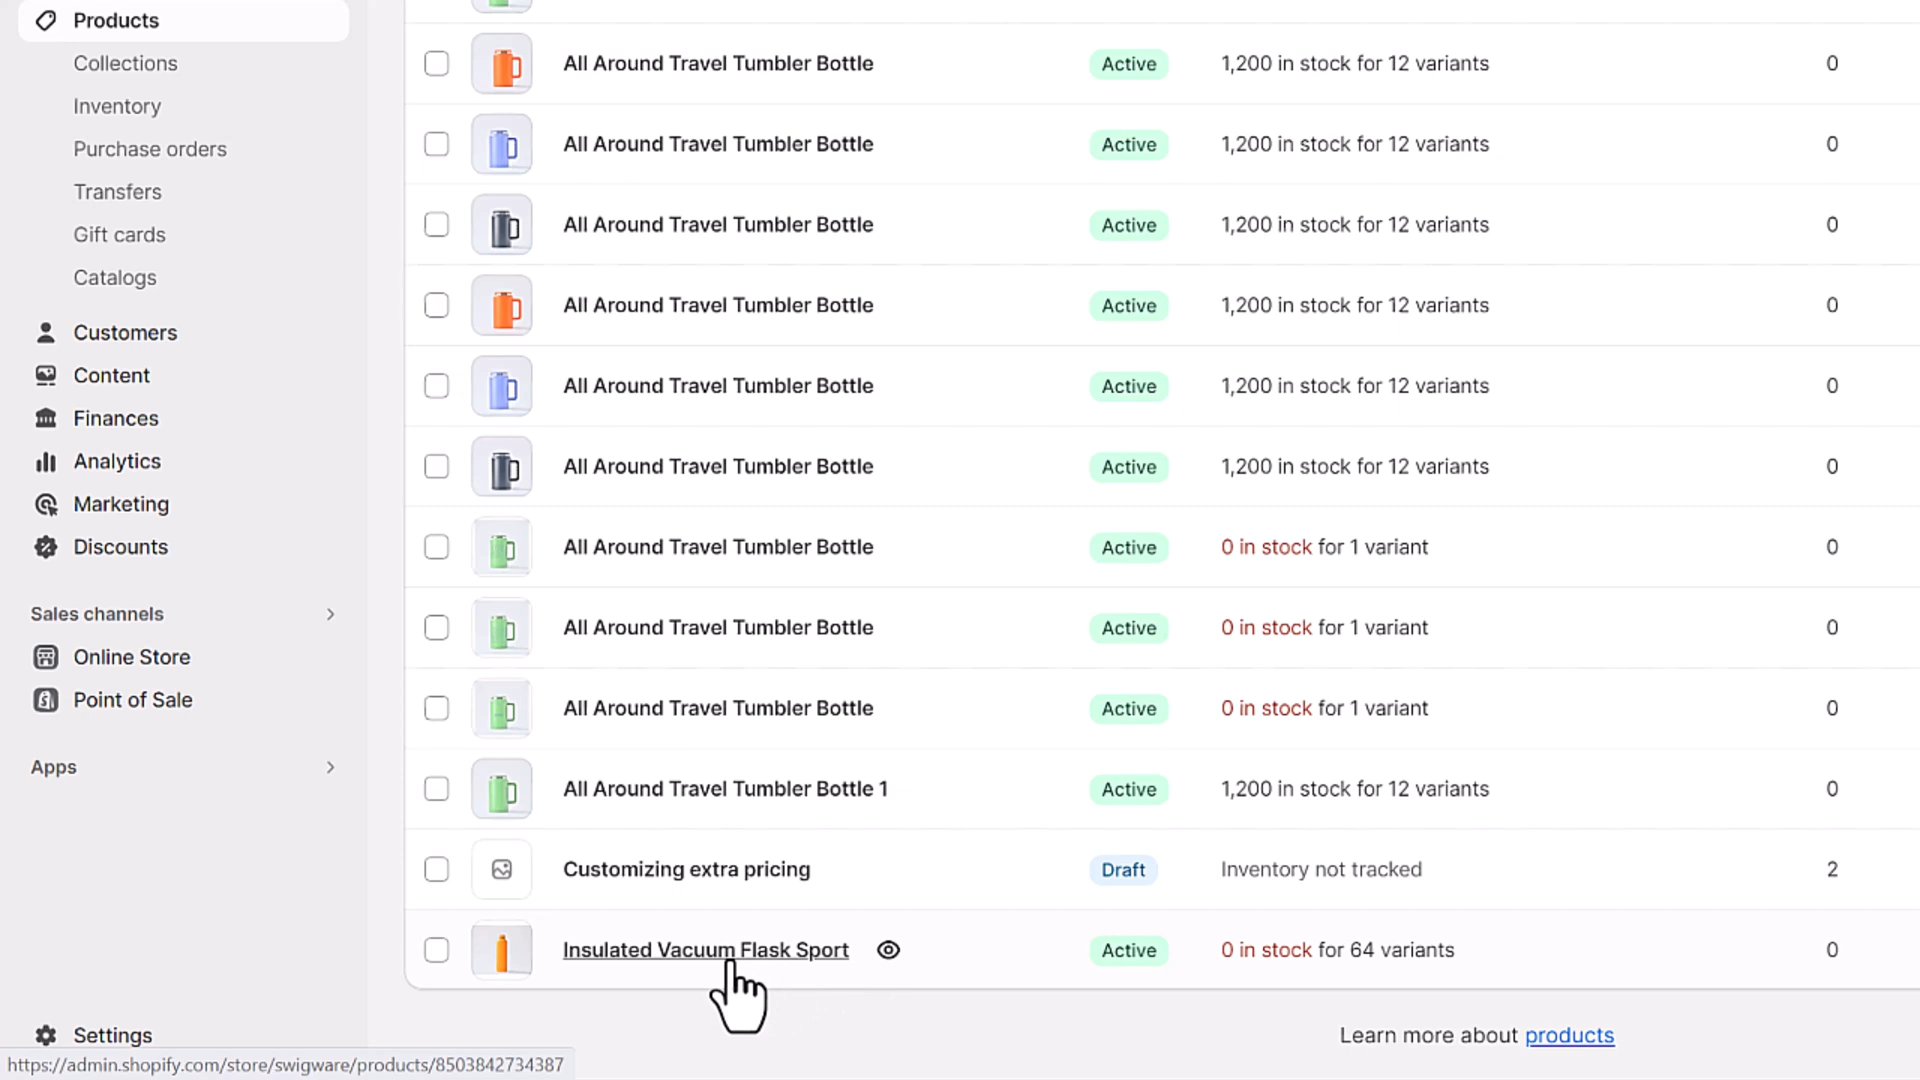 Products
Collections
Inventory
Purchase orders
Transfers
Gift cards
Catalogs
Customers
Content
Finances
Analytics
Marketing
Discounts
Sales channels
Online Store
Point of Sale
Apps
Settings
All Around Travel Tumbler Bottle Active 1,200 in stock for 12 variants 0
All Around Travel Tumbler Bottle Active 1,200 in stock for 12 variants 0
All Around Travel Tumbler Bottle Active 1,200 in stock for 12 variants 0
All Around Travel Tumbler Bottle Active 1,200 in stock for 12 variants 0
All Around Travel Tumbler Bottle Active 1,200 in stock for 12 variants 0
All Around Travel Tumbler Bottle Active 1,200 in stock for 12 variants 0
All Around Travel Tumbler Bottle Active 0 in stock for 1 variant 0
All Around Travel Tumbler Bottle Active 0 in stock for 1 variant 0
All Around Travel Tumbler Bottle Active 0 in stock for 1 variant 0
All Around Travel Tumbler Bottle 1 Active 1,200 in stock for 12 variants 0
Customizing extra pricing Draft Inventory not tracked 2
Insulated Vacuum Flask Sport Active 0 in stock for 64 variants 0
Learn more about products
https://admin.shopify.com/store/swigware/products/8503842734387